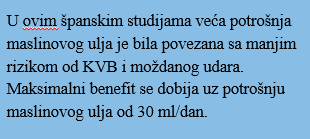 U ovim španskim studijama veća potrošnja
maslinovog ulja je bila povezana sa manjim
rizikom od KVB i moždanog udara.
Maksimalni benefit se dobija uz potrošnju
maslinovog ulja od 30 ml/dan.